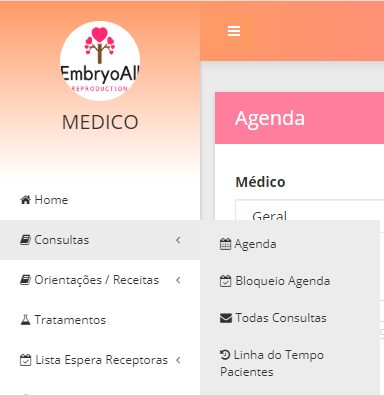 EmbryoAll
REPRODUCTION
MEDICO
Home
Consultas
Orientações / Receitas
Tratamentos
Lista Espera Receptoras
Agenda
Médico
Geral
Agenda
Bloqueio Agenda
Todas Consultas
Linha do Tempo
Pacientes